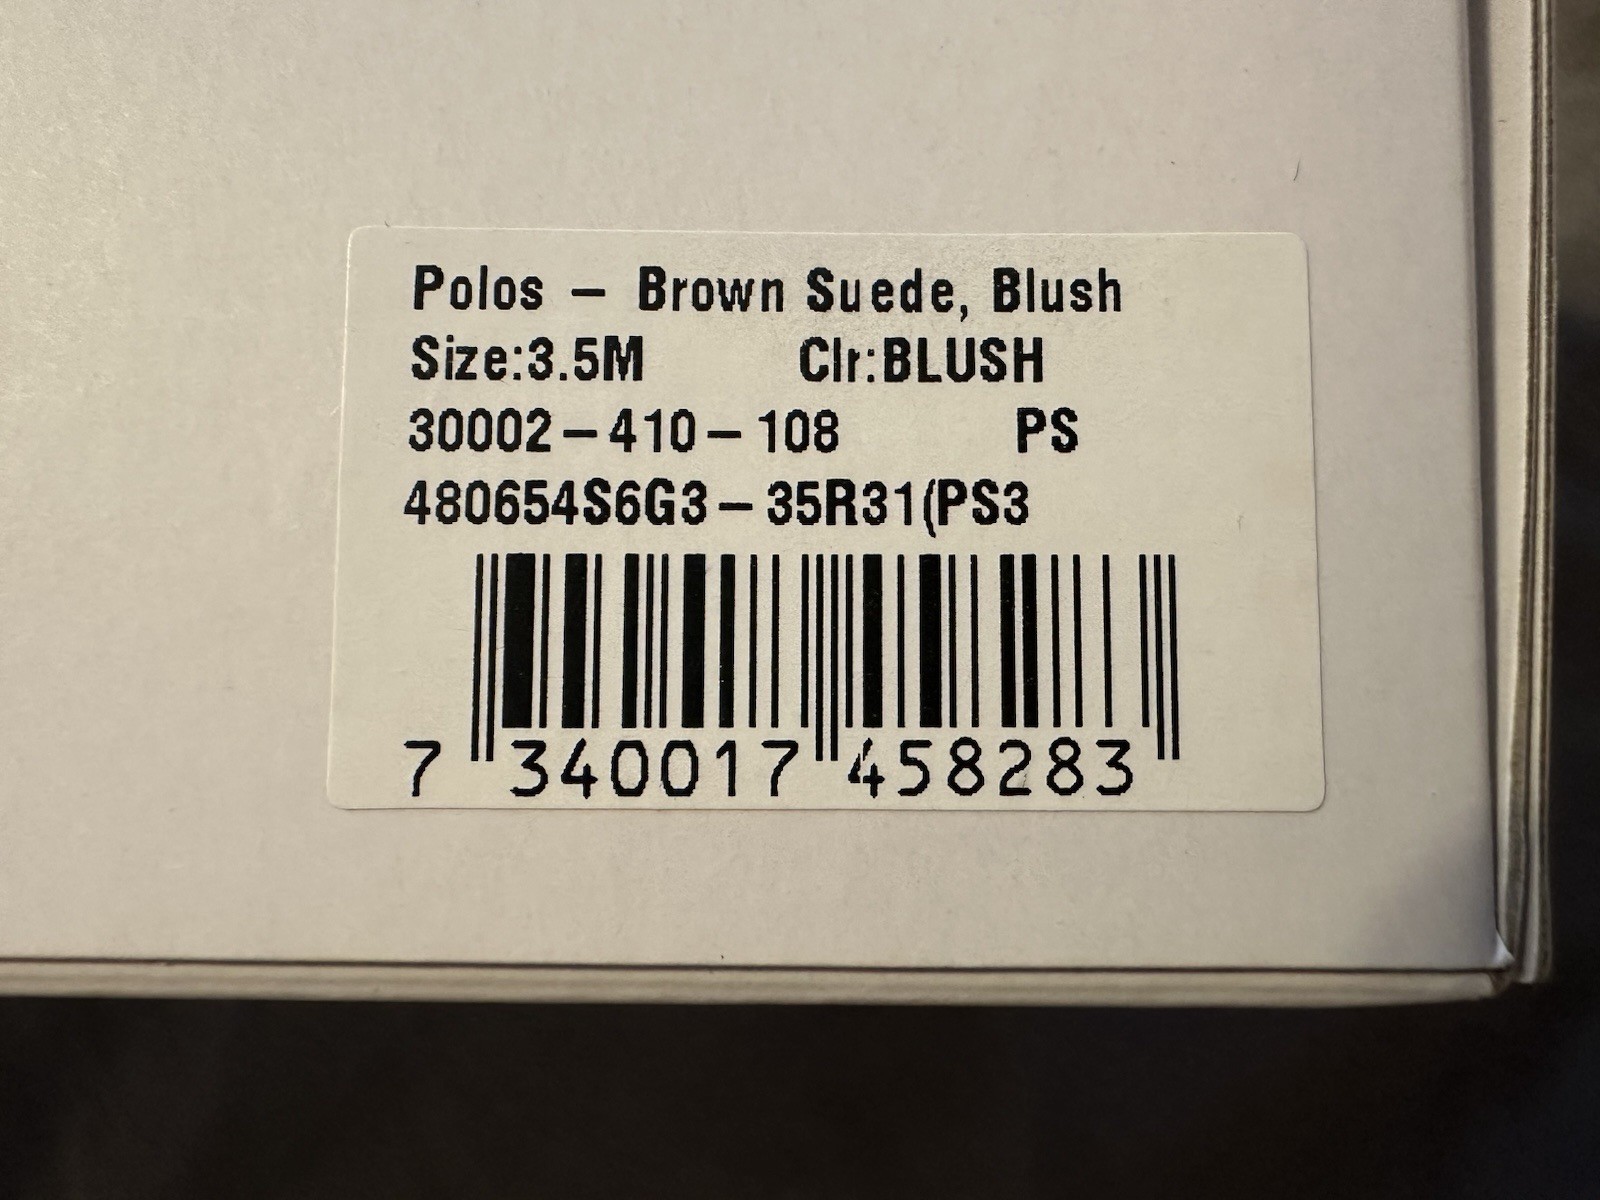 Polos – Brown Suede, Blush
Size:3.5M Clr:BLUSH
30002–410–108 PS
480654S6G3–35R31(PS3
7 340017 458283